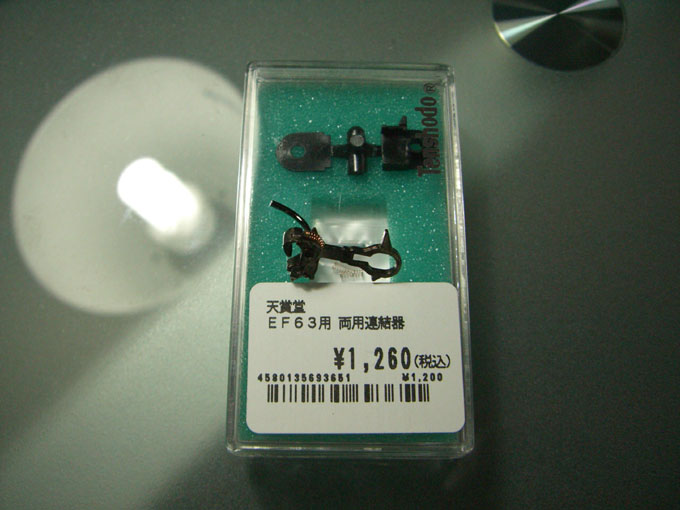 Tenshodo ®
天賞堂
EF63用 両用連結器
¥1,260(税込)
4580135693651 ¥1,200